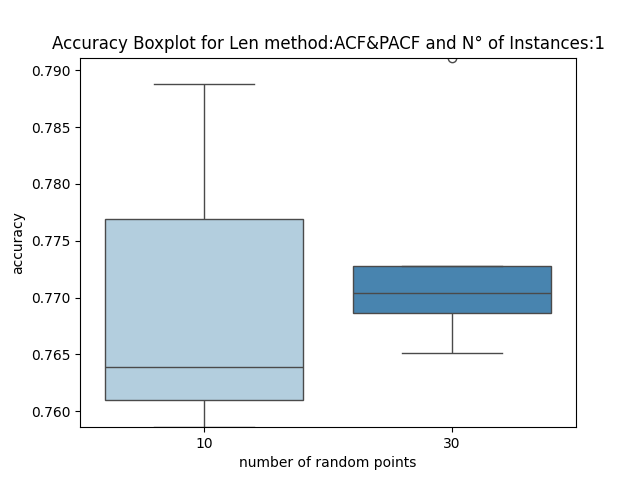 Accuracy Boxplot for Len method:ACF&PACF and N° of Instances:1
0.790
0.785
0.780
0.775
0.770
0.765
0.760
accuracy
10 30
number of random points